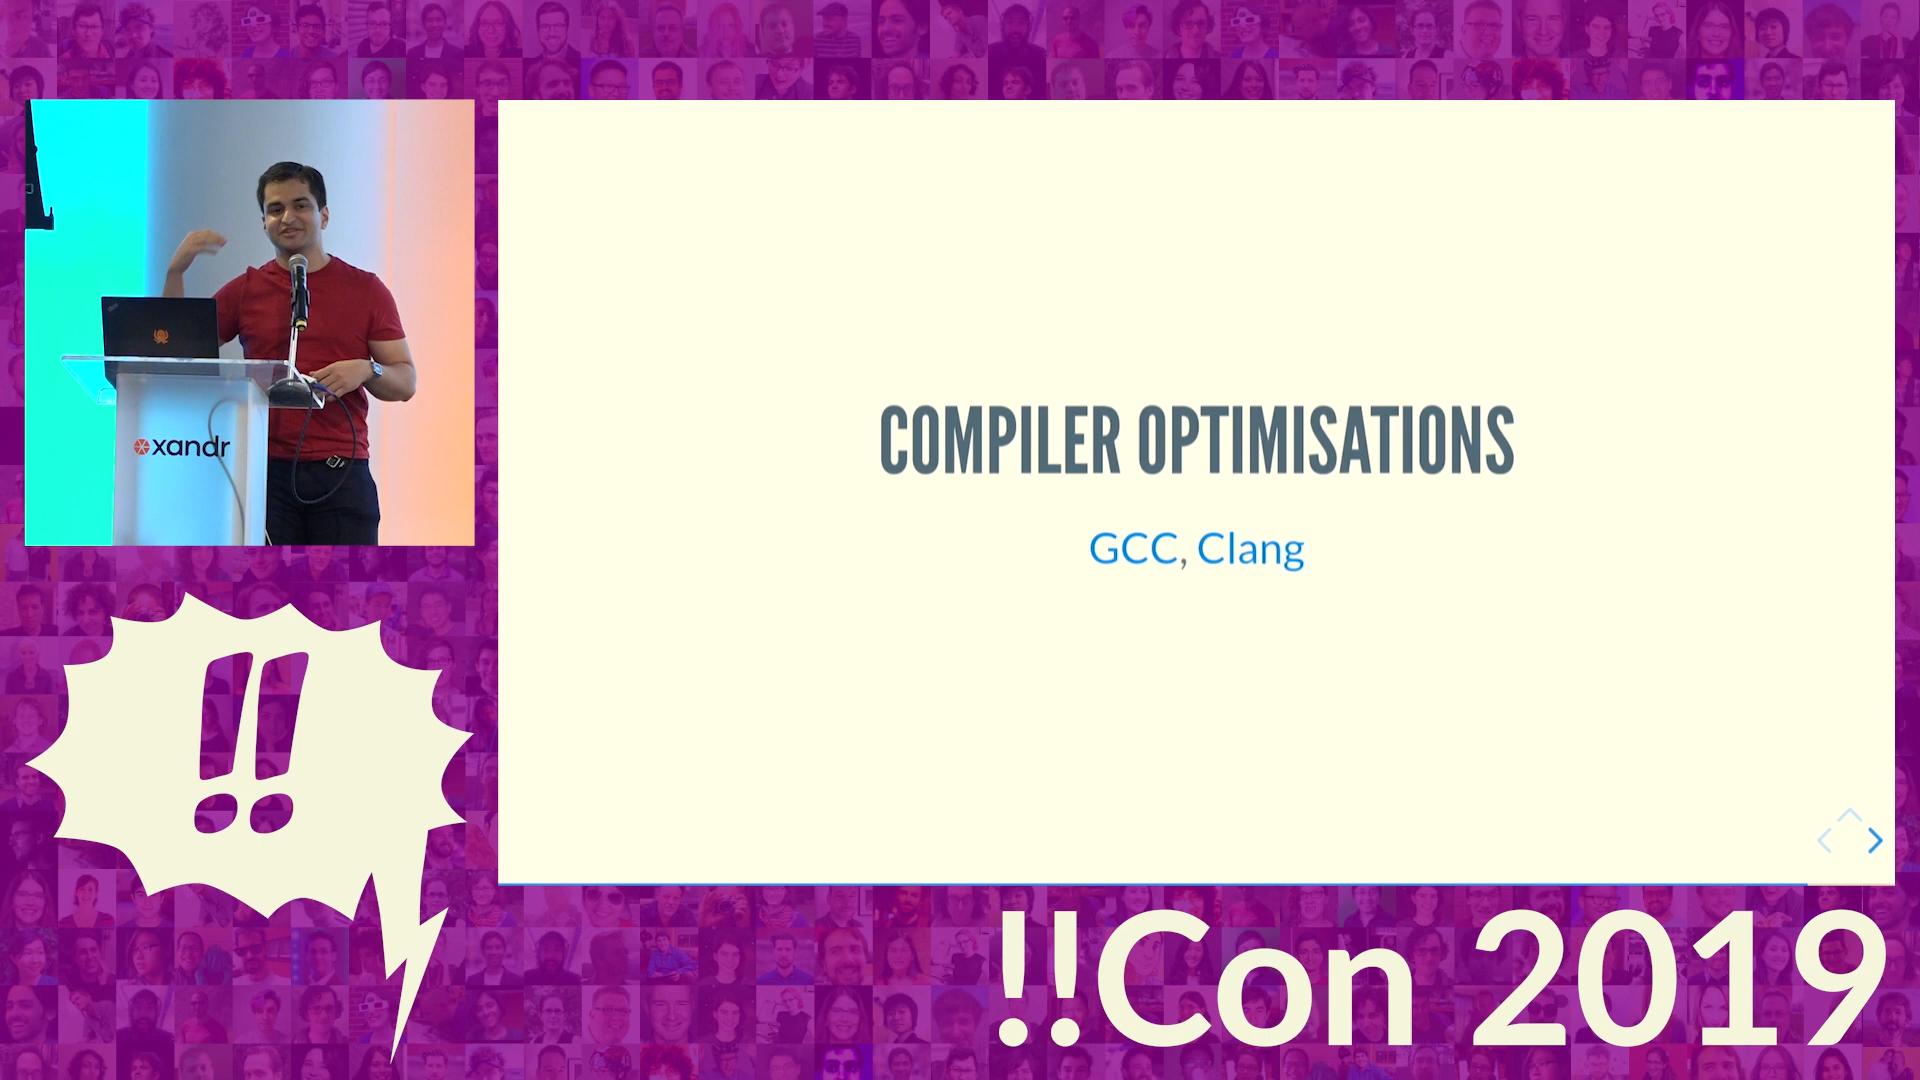 xandr
COMPILER OPTIMISATIONS
GCC, Clang
!!
!!Con 2019